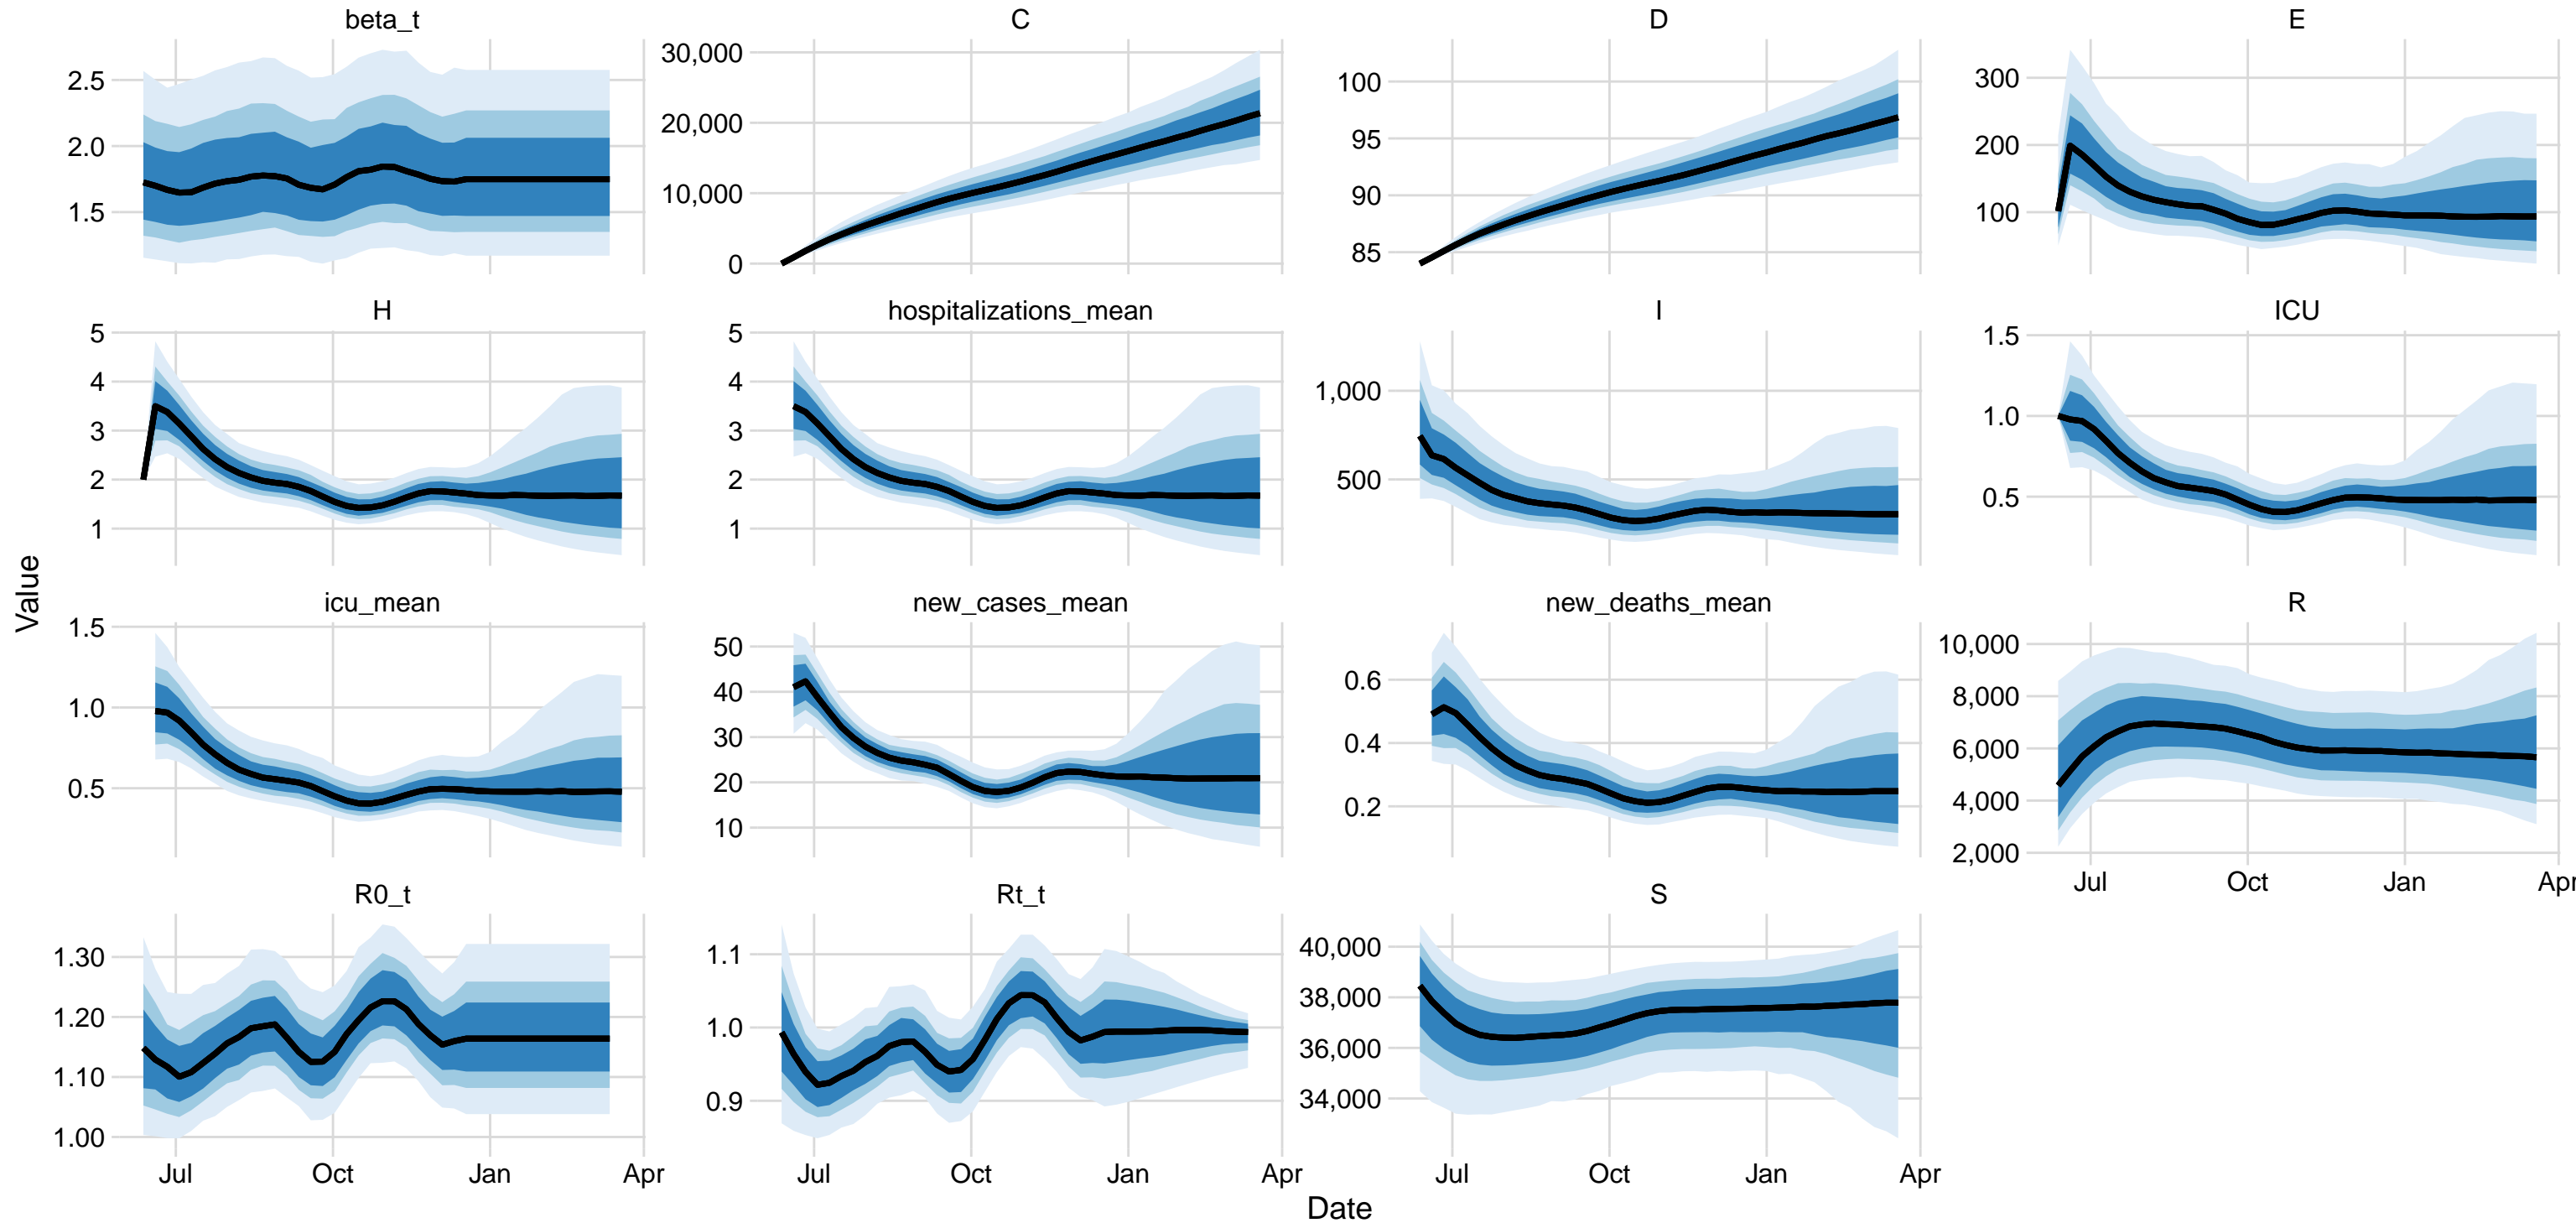 beta_t
C
D
E
2.5
2.0
1.5
30,000
20,000
10,000
0
100
95
90
85
300
200
100
H
hospitalizations_mean
I
ICU
5
4
3
2
1
5
4
3
2
1
1,000
500
1.5
1.0
0.5
Value
icu_mean
new_cases_mean
new_deaths_mean
R
1.5
1.0
0.5
50
40
30
20
10
0.6
0.4
0.2
10,000
8,000
6,000
4,000
2,000
Jul Oct Jan Apr
R0_t
Rt_t
S
1.30
1.20
1.10
1.00
1.1
1.0
0.9
40,000
38,000
36,000
34,000
Jul Oct Jan Apr
Jul Oct Jan Apr
Jul Oct Jan Apr
Date